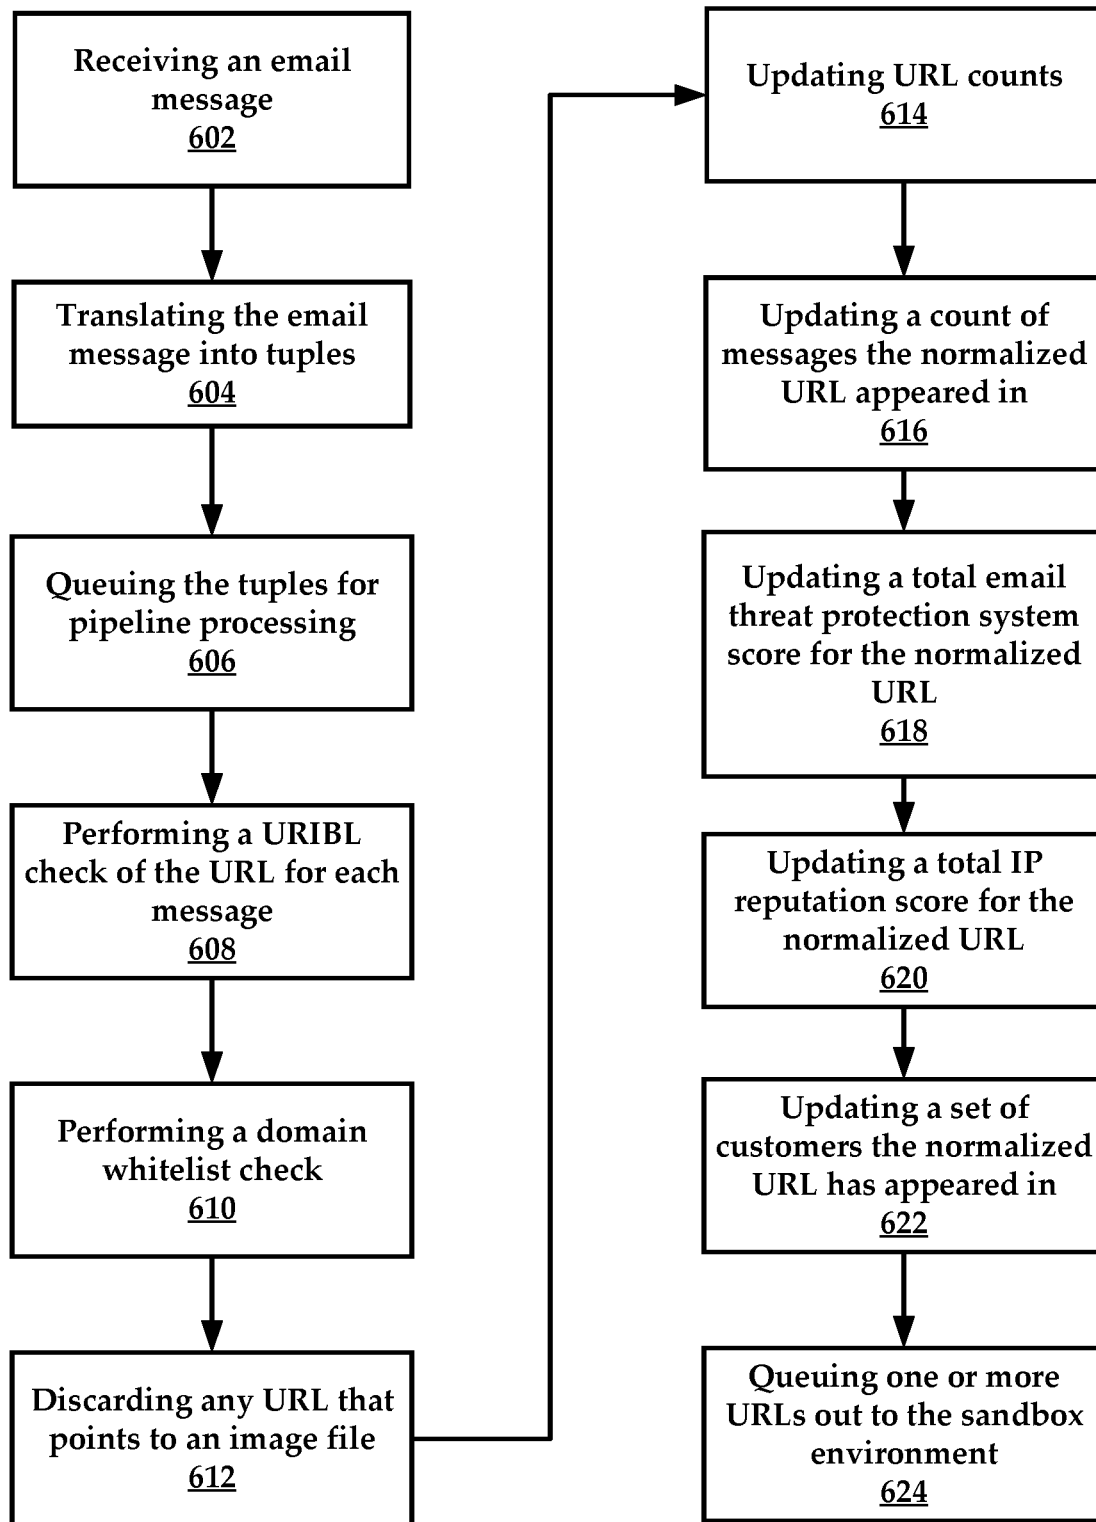 Receiving an email
message
602
Translating the email
message into tuples
604
Queuing the tuples for
pipeline processing
606
Performing a URIBL
check of the URL for each
message
608
Performing a domain
whitelist check
610
Discarding any URL that
points to an image file
612
Updating URL counts
614
Updating a count of
messages the normalized
URL appeared in
616
Updating a total email
threat protection system
score for the normalized
URL
618
Updating a total IP
reputation score for the
normalized URL
620
Updating a set of
customers the normalized
URL has appeared in
622
Queuing one or more
URLs out to the sandbox
environment
624